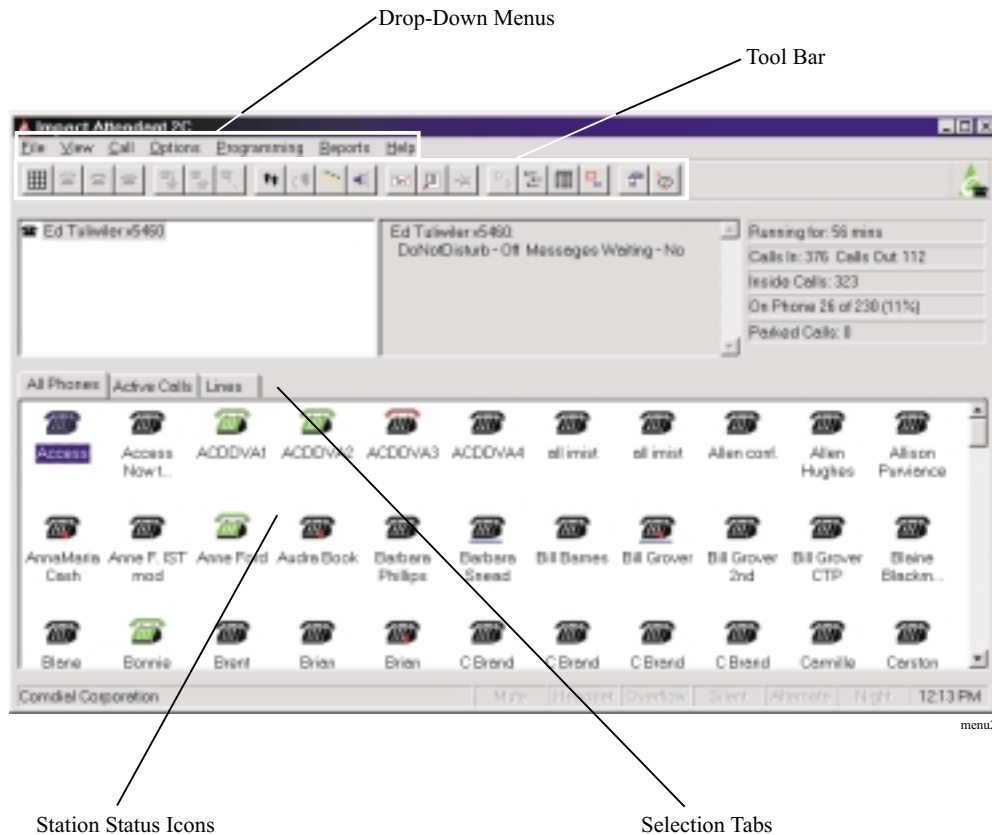 Drop-Down Menus
Tool Bar
Impact Attendant 2C
File View Call Options Programming Reports Help
Ed Tuliwiler x5460
Ed Tuliwiler x5460:
DoNotDisturb - Off Messages Waiting - No
Running for: 56 mins
Calls In: 376 Calls Out: 112
Inside Calls: 323
On Phone 26 of 230 (11%)
Parked Calls: 0
All Phones Active Calls Lines
Access Access ACDDVA1 ACDDVA2 ACDDVA3 ACDDVA4 all imist all imist Allen conf. Allen Allison
Now t... Hughes Purviance
AnnaMaria Anne F. IST Anne Ford Audra Book Barbara Barbara Bill Barnes Bill Grover Bill Grover Bill Grover Blaine
Cash mod Phillips Snead 2nd CTP Blackm...
Blane Bonnie Brent Brian Brian C Brand C Brand C Brand C Brand Camille Carston
Comdial Corporation Mute Headset Overflow Silent Alternate Night 12:13 PM
menu2
Station Status Icons
Selection Tabs